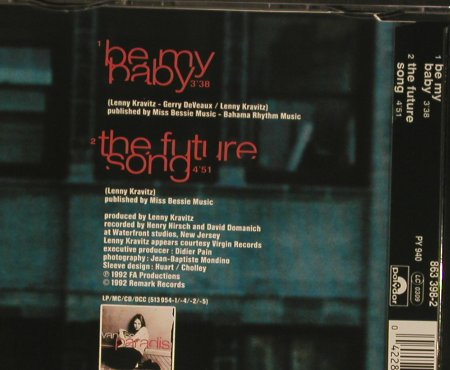 1 be my
baby 3'38
(Lenny Kravitz - Gerry DeVeaux / Lenny Kravitz)
published by Miss Bessie Music - Bahama Rhythm Music
2 the future
song 4'51
(Lenny Kravitz)
published by Miss Bessie Music
produced by Lenny Kravitz
recorded by Henry Hirsch and David Domanich
at Waterfront studios, New Jersey
Lenny Kravitz appears courtesy Virgin Records
executive producer : Didier Pain
photography : Jean-Baptiste Mondino
Sleeve design : Huart / Cholley
℗ 1992 FA Productions
© 1992 Remark Records
LP/MC/CD/DCC (513 954-1/-4/-2/-5)
paradis
1 be my
baby 3'38
2 the future
song 4'51
863 398-2
PY 940
LC 0309
Polydor
0 4228